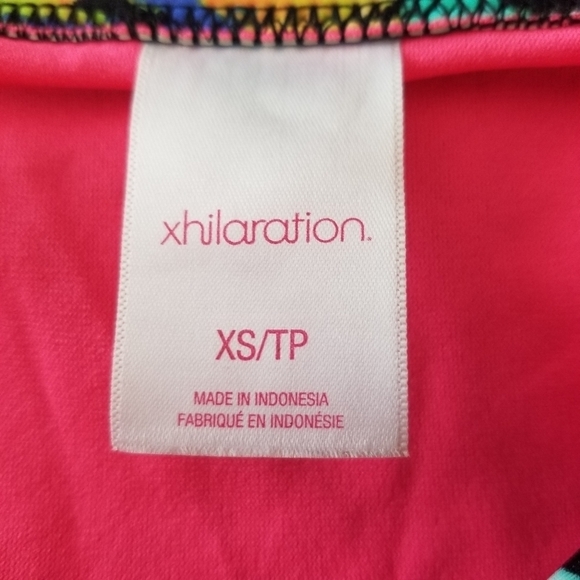 xhilaration.
XS/TP
MADE IN INDONESIA
FABRIQUÉ EN INDONÉSIE